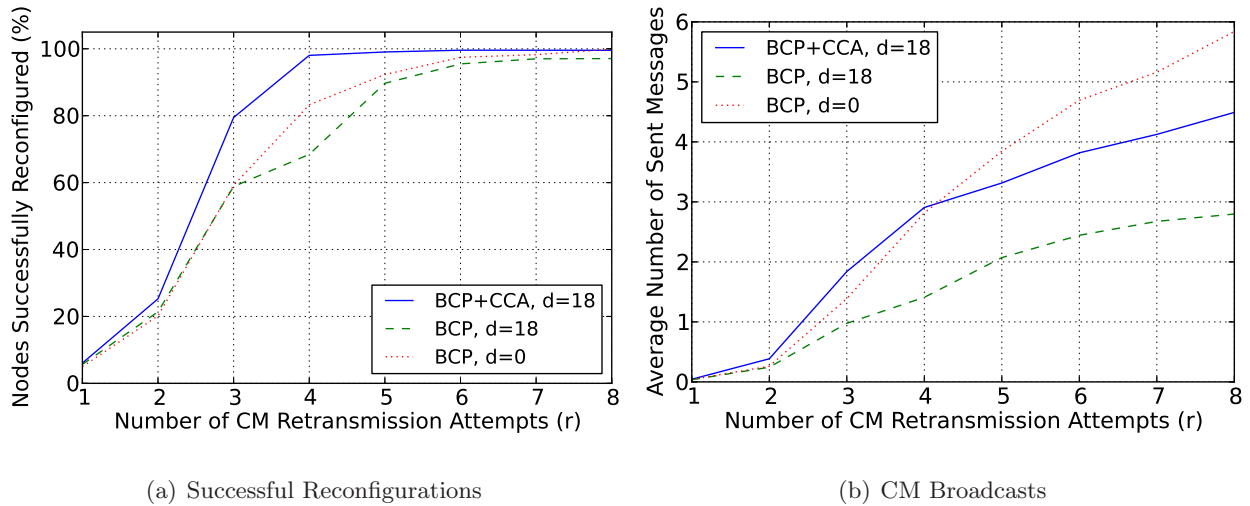 Nodes Successfully Reconfigured (%)
100
80
60
40
20
0
1 2 3 4 5 6 7 8
Number of CM Retransmission Attempts (r)
BCP+CCA, d=18
BCP, d=18
BCP, d=0
(a) Successful Reconfigurations
Average Number of Sent Messages
6
5
4
3
2
1
0
1 2 3 4 5 6 7 8
Number of CM Retransmission Attempts (r)
BCP+CCA, d=18
BCP, d=18
BCP, d=0
(b) CM Broadcasts